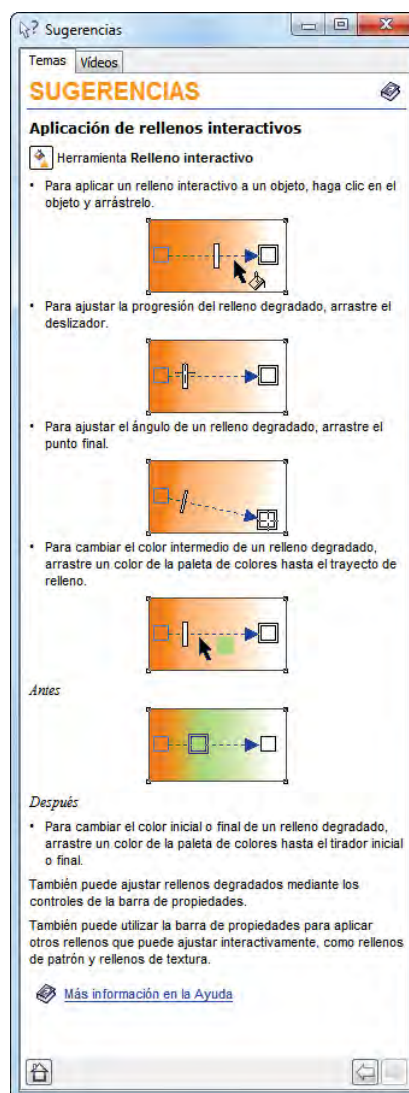 Sugerencias
Temas Vídeos
SUGERENCIAS
Aplicación de rellenos interactivos
Herramienta Relleno interactivo
• Para aplicar un relleno interactivo a un objeto, haga clic en el
objeto y arrástrelo.
• Para ajustar la progresión del relleno degradado, arrastre el
deslizador.
• Para ajustar el ángulo de un relleno degradado, arrastre el
punto final.
• Para cambiar el color intermedio de un relleno degradado,
arrastre un color de la paleta de colores hasta el trayecto de
relleno.
Antes
Después
• Para cambiar el color inicial o final de un relleno degradado,
arrastre un color de la paleta de colores hasta el tirador inicial
o final.
También puede ajustar rellenos degradados mediante los
controles de la barra de propiedades.
También puede utilizar la barra de propiedades para aplicar
otros rellenos que puede ajustar interactivamente, como rellenos
de patrón y rellenos de textura.
Más información en la Ayuda